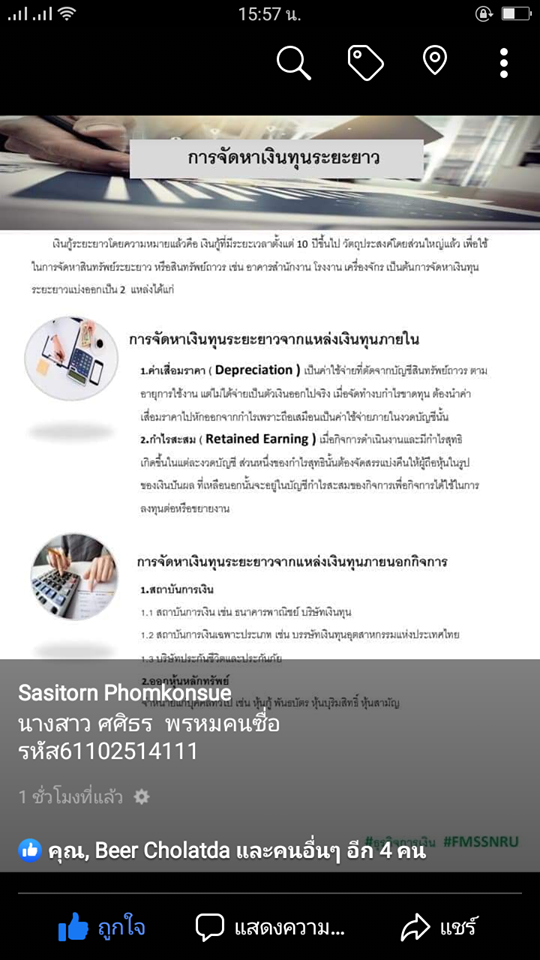 15:57 น.
การจัดหาเงินทุนระยะยาว
เงินกู้ระยะยาวโดยความหมายแล้วคือ เงินกู้ที่มีระยะเวลาตั้งแต่ 10 ปีขึ้นไป วัตถุประสงค์โดยส่วนใหญ่แล้ว เพื่อใช้
ในการจัดหาสินทรัพย์ระยะยาว หรือสินทรัพย์ถาวร เช่น อาคารสำนักงาน โรงงาน เครื่องจักร เป็นต้นการจัดหาเงินทุน
ระยะยาวแบ่งออกเป็น 2 แหล่งได้แก่
การจัดหาเงินทุนระยะยาวจากแหล่งเงินทุนภายใน
1.ค่าเสื่อมราคา ( Depreciation ) เป็นค่าใช้จ่ายที่ตัดจากบัญชีสินทรัพย์ถาวร ตาม
อายุการใช้งาน แต่ไม่ได้จ่ายเป็นตัวเงินออกไปจริง เมื่อจัดทำงบกำไรขาดทุน ต้องนำค่า
เสื่อมราคาไปหักออกจากกำไรเพราะถือเสมือนเป็นค่าใช้จ่ายภายในงวดบัญชีนั้น
2.กำไรสะสม ( Retained Earning ) เมื่อกิจการดำเนินงานและมีกำไรสุทธิ
เกิดขึ้นในแต่ละงวดบัญชี ส่วนหนึ่งของกำไรสุทธินั้นต้องจัดสรรแบ่งคืนให้ผู้ถือหุ้นในรูป
ของเงินปันผล ที่เหลือนอกนั้นจะอยู่ในบัญชีกำไรสะสมของกิจการเพื่อกิจการได้ใช้ในการ
ลงทุนต่อหรือขยายงาน
การจัดหาเงินทุนระยะยาวจากแหล่งเงินทุนภายนอกกิจการ
1.สถาบันการเงิน
1.1 สถาบันการเงิน เช่น ธนาคารพาณิชย์ บริษัทเงินทุน
1.2 สถาบันการเงินเฉพาะประเภท เช่น บรรษัทเงินทุนอุตสาหกรรมแห่งประเทศไทย
1.3 บริษัทประกันชีวิตและประกันภัย
2.ออกหุ้นหลักทรัพย์
จำหน่ายแก่บุคคลทั่วไป เช่น หุ้นกู้ พันธบัตร หุ้นบุริมสิทธิ์ หุ้นสามัญ
Sasitorn Phomkonsue
นางสาว ศศิธร พรหมคนซื่อ
รหัส61102514111
1 ชั่วโมงที่แล้ว
#ธุรกิจการเงิน #FMSSNRU
คุณ, Beer Cholatda และคนอื่นๆ อีก 4 คน
ถูกใจ
แสดงความ...
แชร์